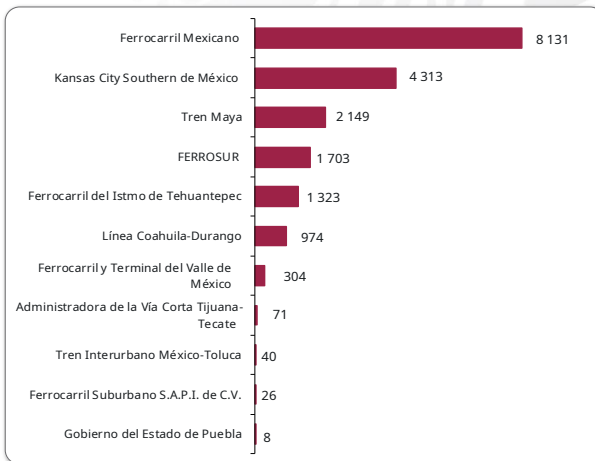 Ferrocarril Mexicano 8 131
Kansas City Southern de México 4 313
Tren Maya 2 149
FERROSUR 1 703
Ferrocarril del Istmo de Tehuantepec 1 323
Línea Coahuila-Durango 974
Ferrocarril y Terminal del Valle de
México 304
Administradora de la Vía Corta Tijuana-
Tecate 71
Tren Interurbano México-Toluca 40
Ferrocarril Suburbano S.A.P.I. de C.V. 26
Gobierno del Estado de Puebla 8